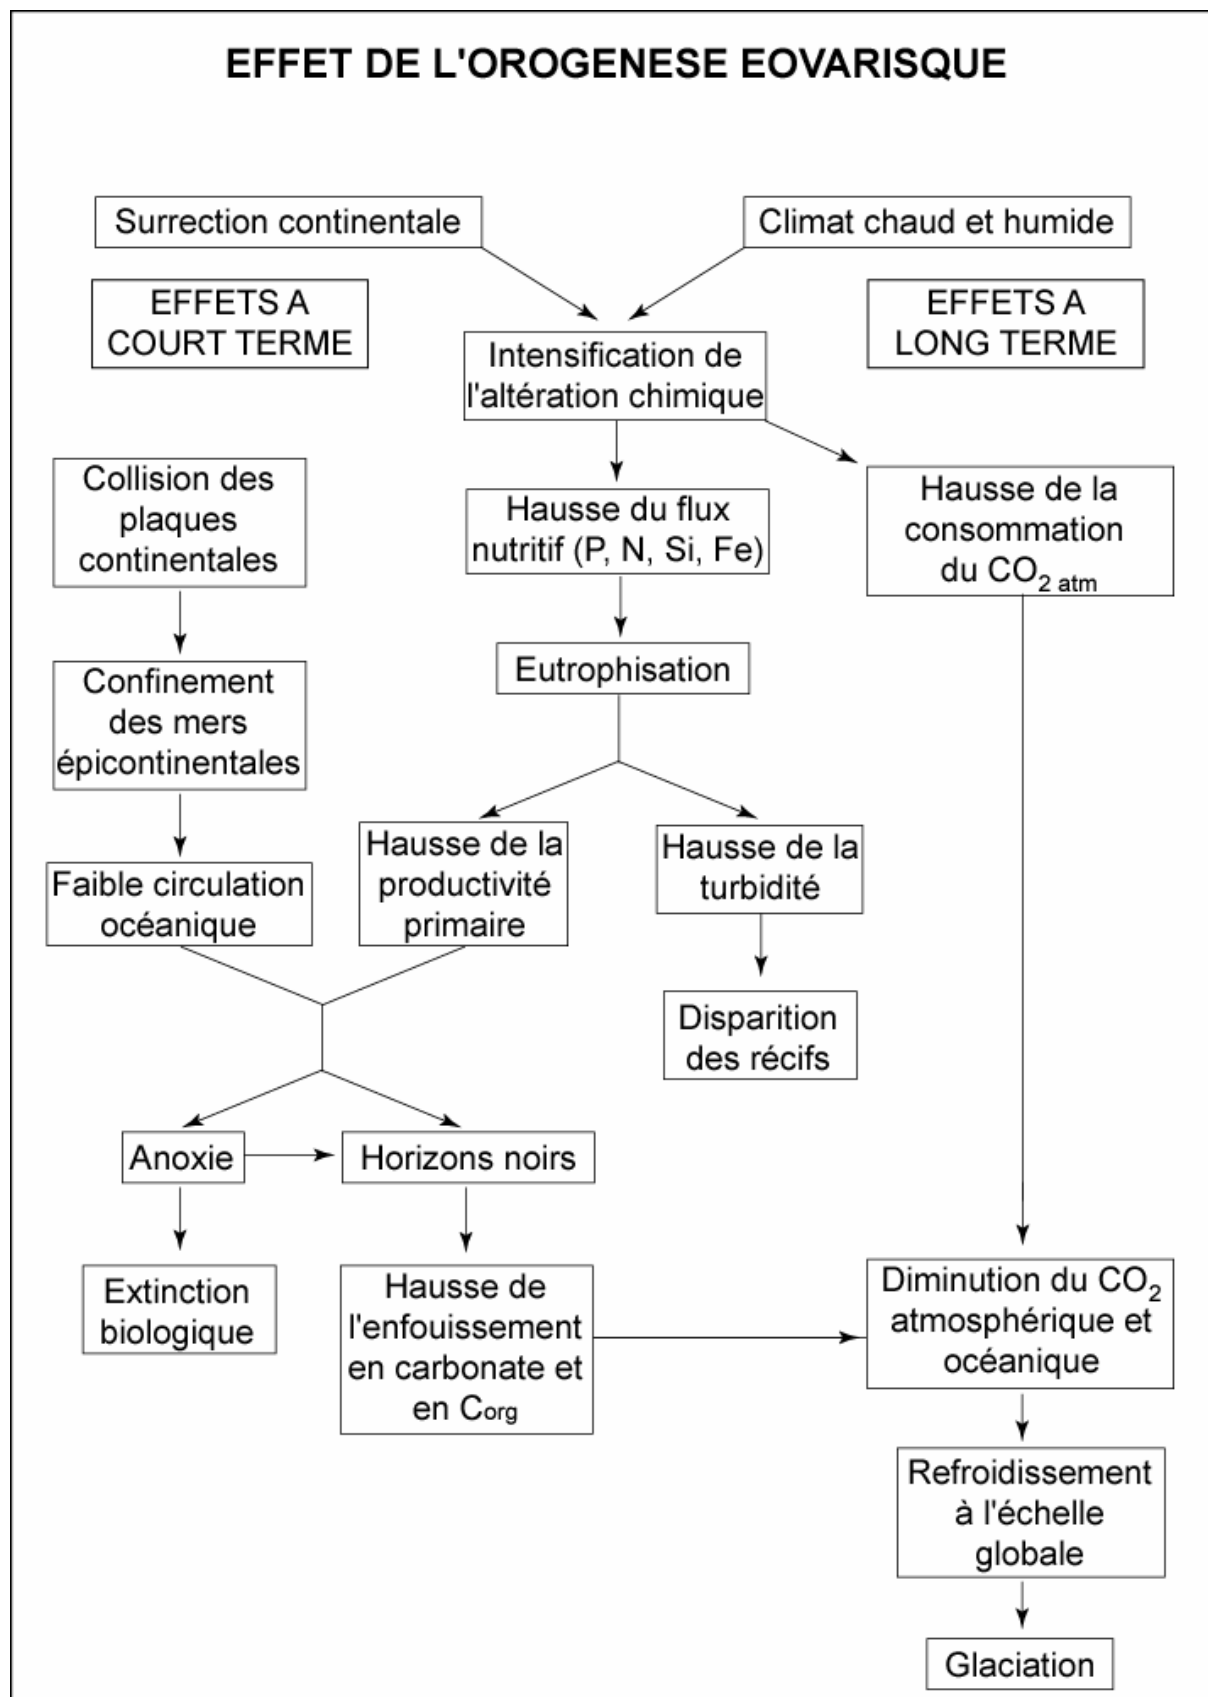 EFFET DE L'OROGENESE EOVARISQUE
Surrection continentale
Climat chaud et humide
EFFETS A
COURT TERME
EFFETS A
LONG TERME
Intensification de
l'altération chimique
Collision des
plaques
continentales
Hausse du flux
nutritif (P, N, Si, Fe)
Hausse de la
consommation
du CO2 atm
Eutrophisation
Confinement
des mers
épicontinentales
Hausse de la
productivité
primaire
Hausse de la
turbidité
Faible circulation
océanique
Disparition
des récifs
Anoxie
Horizons noirs
Extinction
biologique
Hausse de
l'enfouissement
en carbonate et
en Corg
Diminution du CO2
atmosphérique et
océanique
Refroidissement
à l'échelle
globale
Glaciation